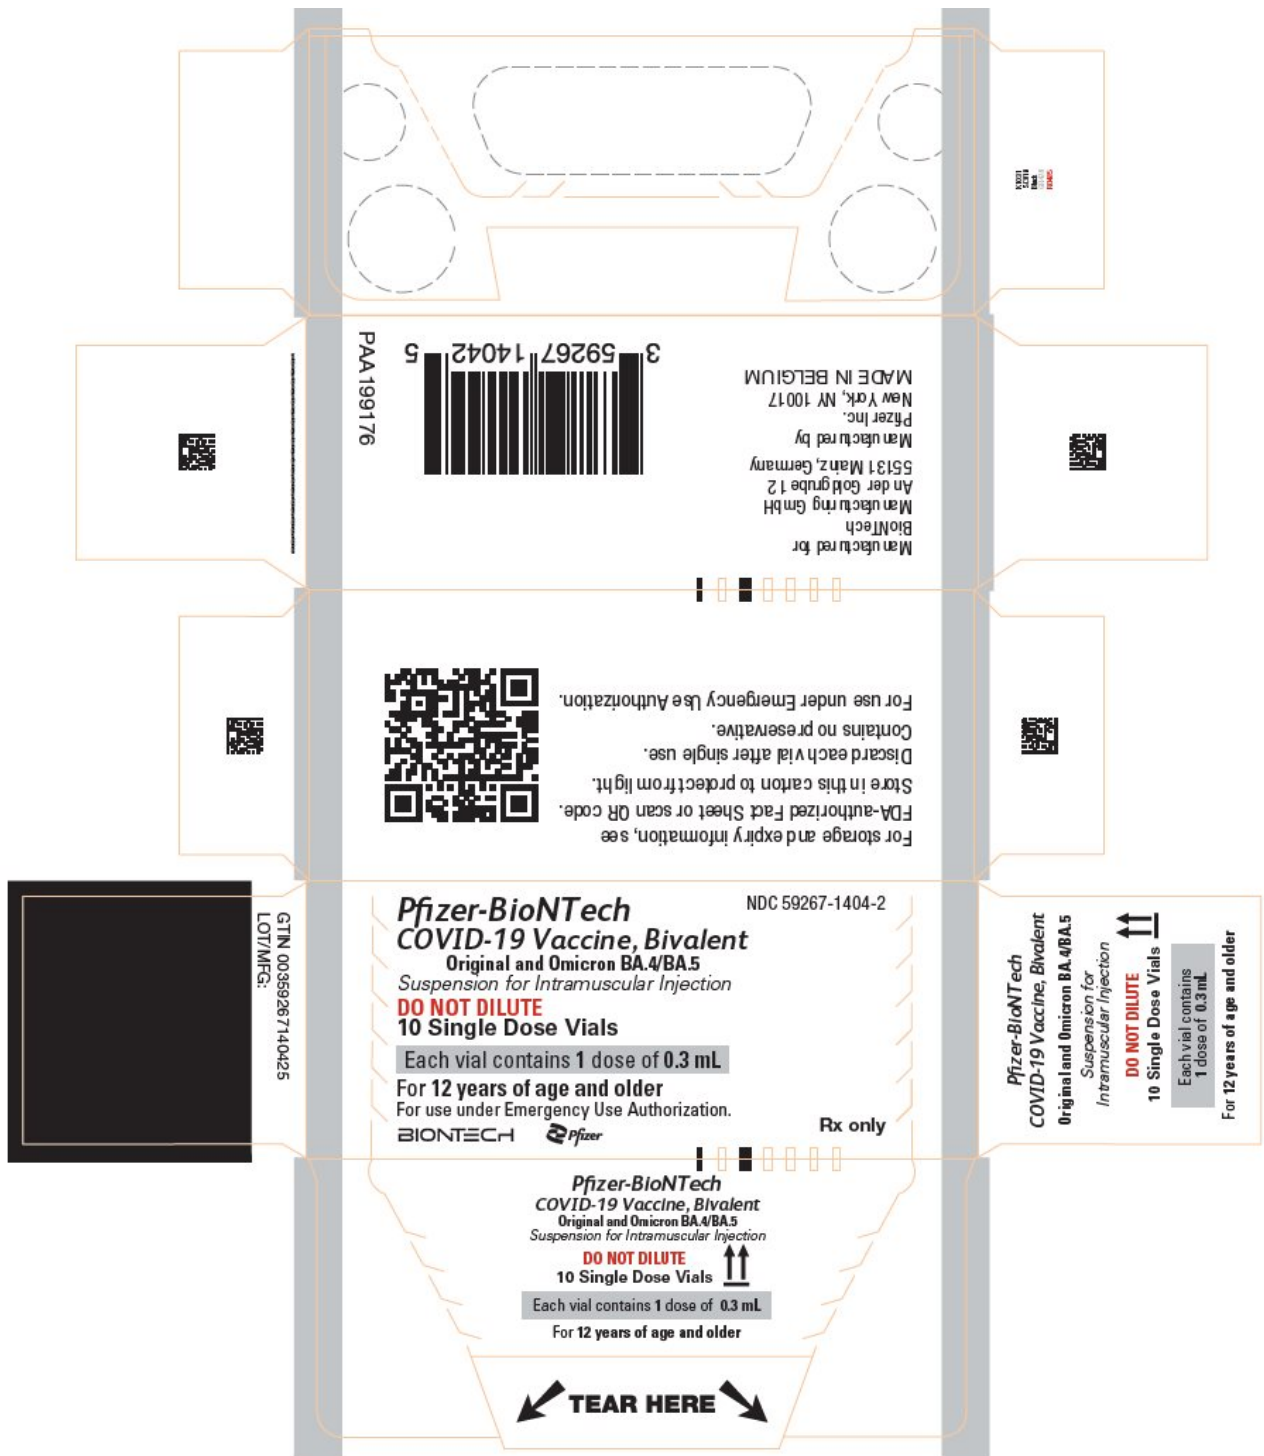 PAA199176
3 59267 14042 5
Manufactured for
BioNTech
Manufacturing GmbH
An der Goldgrube 12
55131 Mainz, Germany
Manufactured by
Pfizer Inc.
New York, NY 10017
MADE IN BELGIUM
For storage and expiry information, see
FDA-authorized Fact Sheet or scan QR code.
Store in this carton to protect from light.
Discard each vial after single use.
Contains no preservative.
For use under Emergency Use Authorization.
GTIN 00359267140425
LOT/MFG:
Pfizer-BioNTech
NDC 59267-1404-2
COVID-19 Vaccine, Bivalent
Original and Omicron BA.4/BA.5
Suspension for Intramuscular Injection
DO NOT DILUTE
10 Single Dose Vials
Each vial contains 1 dose of 0.3 mL
For 12 years of age and older
For use under Emergency Use Authorization.
BIONTECH Pfizer
Rx only
Pfizer-BioNTech
COVID-19 Vaccine, Bivalent
Original and Omicron BA.4/BA.5
Suspension for
Intramuscular Injection
DO NOT DILUTE
10 Single Dose Vials
Each vial contains
1 dose of 0.3 mL
For 12 years of age and older
Pfizer-BioNTech
COVID-19 Vaccine, Bivalent
Original and Omicron BA.4/BA.5
Suspension for Intramuscular Injection
DO NOT DILUTE
10 Single Dose Vials
Each vial contains 1 dose of 0.3 mL
For 12 years of age and older
TEAR HERE